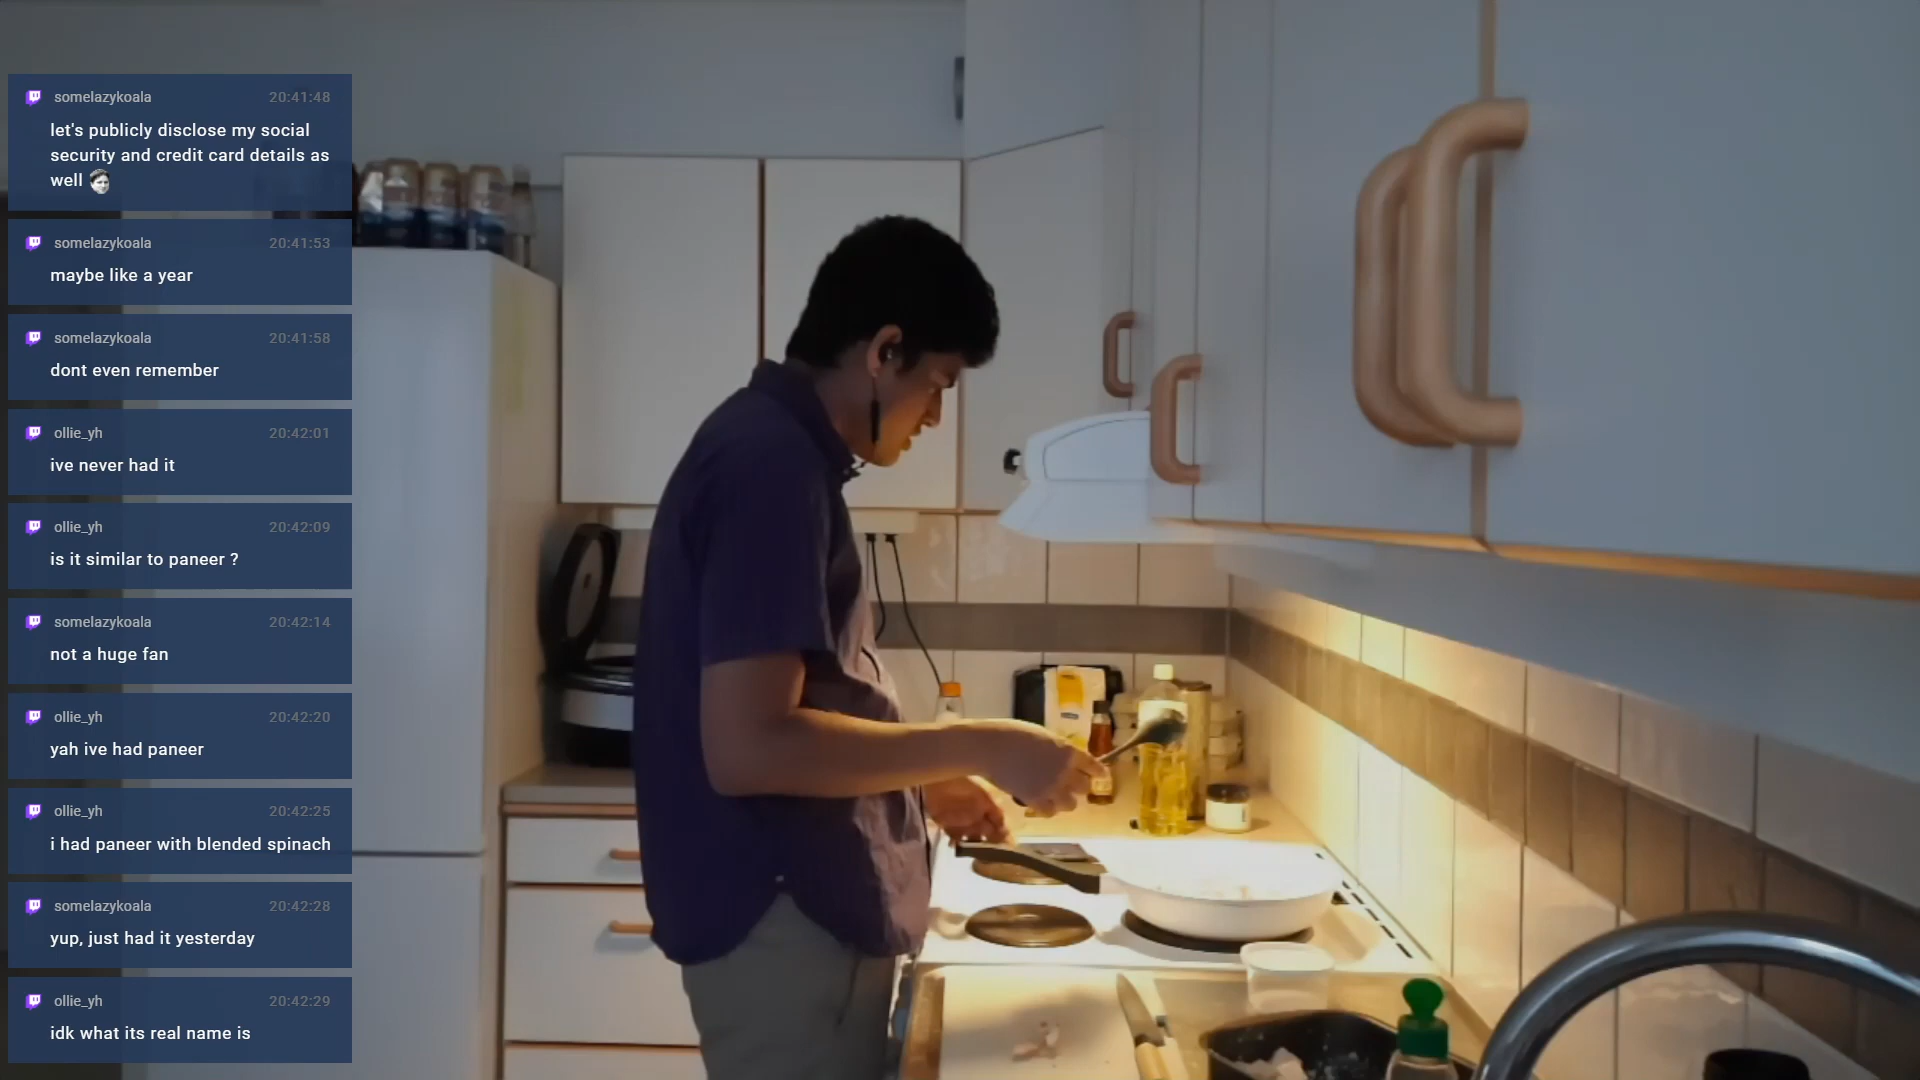 somelazykoala 20:41:48
let's publicly disclose my social
security and credit card details as
well
somelazykoala 20:41:53
maybe like a year
somelazykoala 20:41:58
dont even remember
ollie_yh 20:42:01
ive never had it
ollie_yh 20:42:09
is it similar to paneer ?
somelazykoala 20:42:14
not a huge fan
ollie_yh 20:42:20
yah ive had paneer
ollie_yh 20:42:25
i had paneer with blended spinach
somelazykoala 20:42:28
yup, just had it yesterday
ollie_yh 20:42:29
idk what its real name is